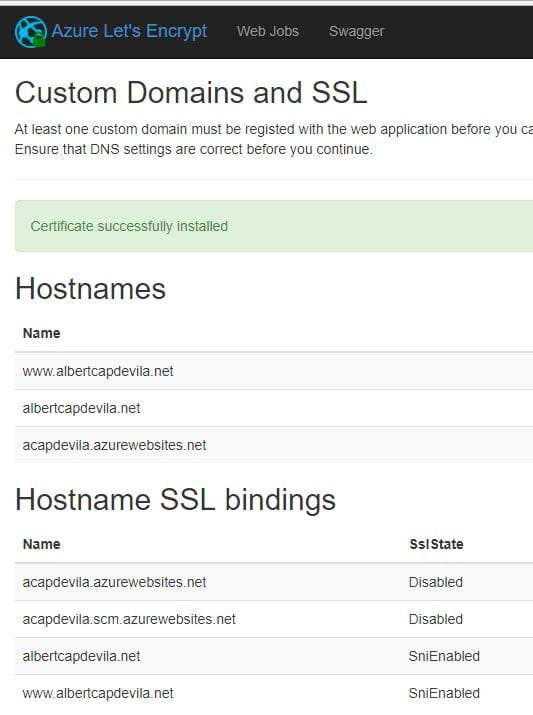 Azure Let's Encrypt Web Jobs Swagger
Custom Domains and SSL
At least one custom domain must be registed with the web application before you ca
Ensure that DNS settings are correct before you continue.
Certificate successfully installed
Hostnames
Name
www.albertcapdevila.net
albertcapdevila.net
acapdevila.azurewebsites.net
Hostname SSL bindings
Name SslState
acapdevila.azurewebsites.net Disabled
acapdevila.scm.azurewebsites.net Disabled
albertcapdevila.net SniEnabled
www.albertcapdevila.net SniEnabled